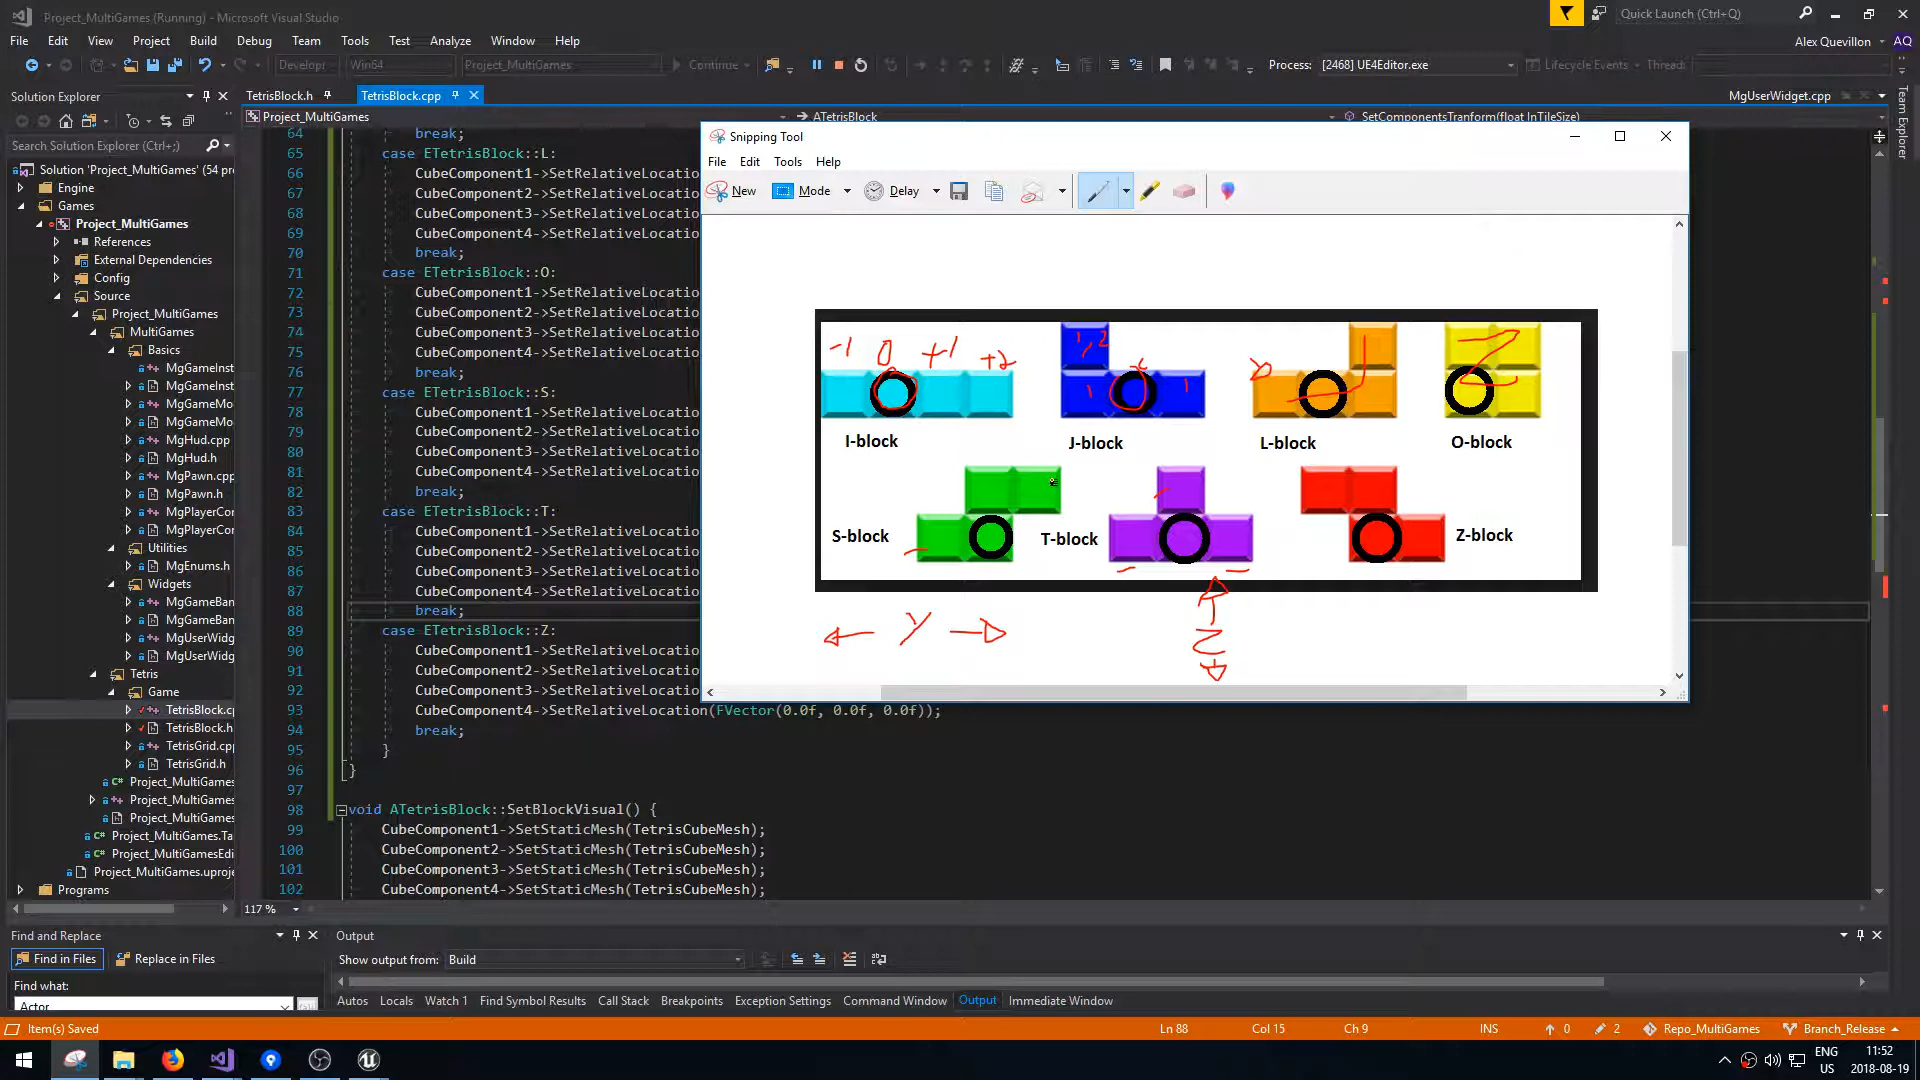 Project_MultiGames (Running) - Microsoft Visual Studio
Quick Launch (Ctrl+Q)
File Edit View Project Build Debug Team Tools Test Analyze Window Help
Alex Quevillon AQ
Develop Win64 Project_MultiGames Continue Process: [2468] UE4Editor.exe Lifecycle Events Thread:
Solution Explorer
TetrisBlock.h TetrisBlock.cpp MgUserWidget.cpp
Team Explorer
Project_MultiGames ATetrisBlock SetComponentsTranform(float InTileSize)
Search Solution Explorer (Ctrl+;)
Solution 'Project_MultiGames' (54 pr
Engine
Games
Project_MultiGames
References
External Dependencies
Config
Source
Project_MultiGames
MultiGames
Basics
MgGameInst
MgGameInst
MgGameMo
MgGameMo
MgHud.cpp
MgHud.h
MgPawn.cpp
MgPawn.h
MgPlayerCor
MgPlayerCor
Utilities
MgEnums.h
Widgets
MgGameBan
MgGameBan
MgUserWidg
MgUserWidg
Tetris
Game
TetrisBlock.cp
TetrisBlock.h
TetrisGrid.cpp
TetrisGrid.h
Project_MultiGames
Project_MultiGames
Project_MultiGames
Project_MultiGames.Ta
Project_MultiGamesEdi
Project_MultiGames.uproje
Programs
64 break;
65 case ETetrisBlock::L:
66 CubeComponent1->SetRelativeLocatio
67 CubeComponent2->SetRelativeLocatio
68 CubeComponent3->SetRelativeLocatio
69 CubeComponent4->SetRelativeLocatio
70 break;
71 case ETetrisBlock::O:
72 CubeComponent1->SetRelativeLocatio
73 CubeComponent2->SetRelativeLocatio
74 CubeComponent3->SetRelativeLocatio
75 CubeComponent4->SetRelativeLocatio
76 break;
77 case ETetrisBlock::S:
78 CubeComponent1->SetRelativeLocatio
79 CubeComponent2->SetRelativeLocatio
80 CubeComponent3->SetRelativeLocatio
81 CubeComponent4->SetRelativeLocatio
82 break;
83 case ETetrisBlock::T:
84 CubeComponent1->SetRelativeLocatio
85 CubeComponent2->SetRelativeLocatio
86 CubeComponent3->SetRelativeLocatio
87 CubeComponent4->SetRelativeLocatio
88 break;
89 case ETetrisBlock::Z:
90 CubeComponent1->SetRelativeLocatio
91 CubeComponent2->SetRelativeLocatio
92 CubeComponent3->SetRelativeLocatio
93 CubeComponent4->SetRelativeLocation(FVector(0.0f, 0.0f, 0.0f));
94 break;
95 }
96 }
97
98 void ATetrisBlock::SetBlockVisual() {
99 CubeComponent1->SetStaticMesh(TetrisCubeMesh);
100 CubeComponent2->SetStaticMesh(TetrisCubeMesh);
101 CubeComponent3->SetStaticMesh(TetrisCubeMesh);
102 CubeComponent4->SetStaticMesh(TetrisCubeMesh);
117 %
Snipping Tool
File Edit Tools Help
New Mode Delay
-1 0 +1 +2
1,2
1 1
I-block J-block L-block O-block
S-block T-block Z-block
Y
Z
Find and Replace
Find in Files Replace in Files
Find what:
Actor
Output
Show output from: Build
Autos Locals Watch 1 Find Symbol Results Call Stack Breakpoints Exception Settings Command Window Output Immediate Window
Item(s) Saved Ln 88 Col 15 Ch 9 INS 0 2 Repo_MultiGames Branch_Release
ENG
US
11:52
2018-08-19